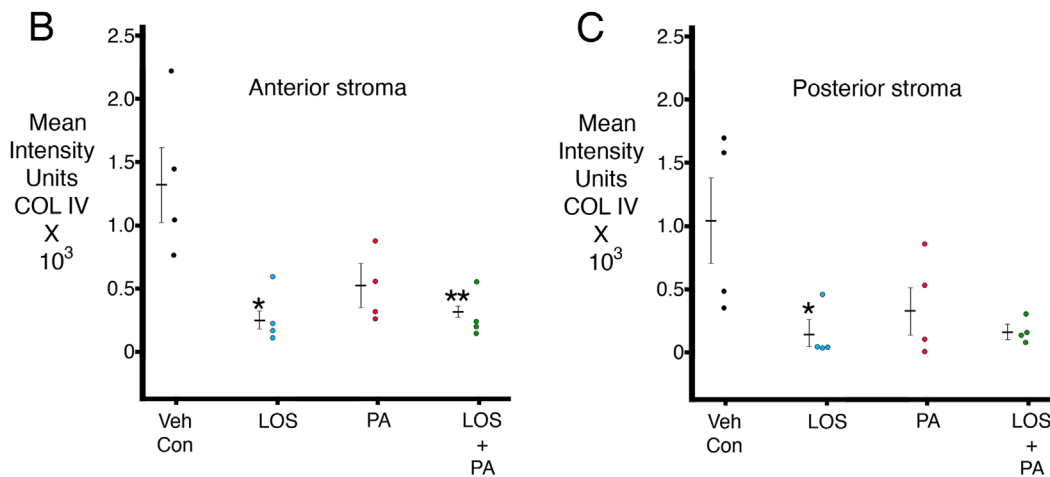 B
2.5
2.0
1.5
1.0
0.5
0
Mean
Intensity
Units
COL IV
X
10³
Anterior stroma
*
**
Veh
Con
LOS
PA
LOS
+
PA
C
2.5
2.0
1.5
1.0
0.5
0
Mean
Intensity
Units
COL IV
X
10³
Posterior stroma
*
Veh
Con
LOS
PA
LOS
+
PA